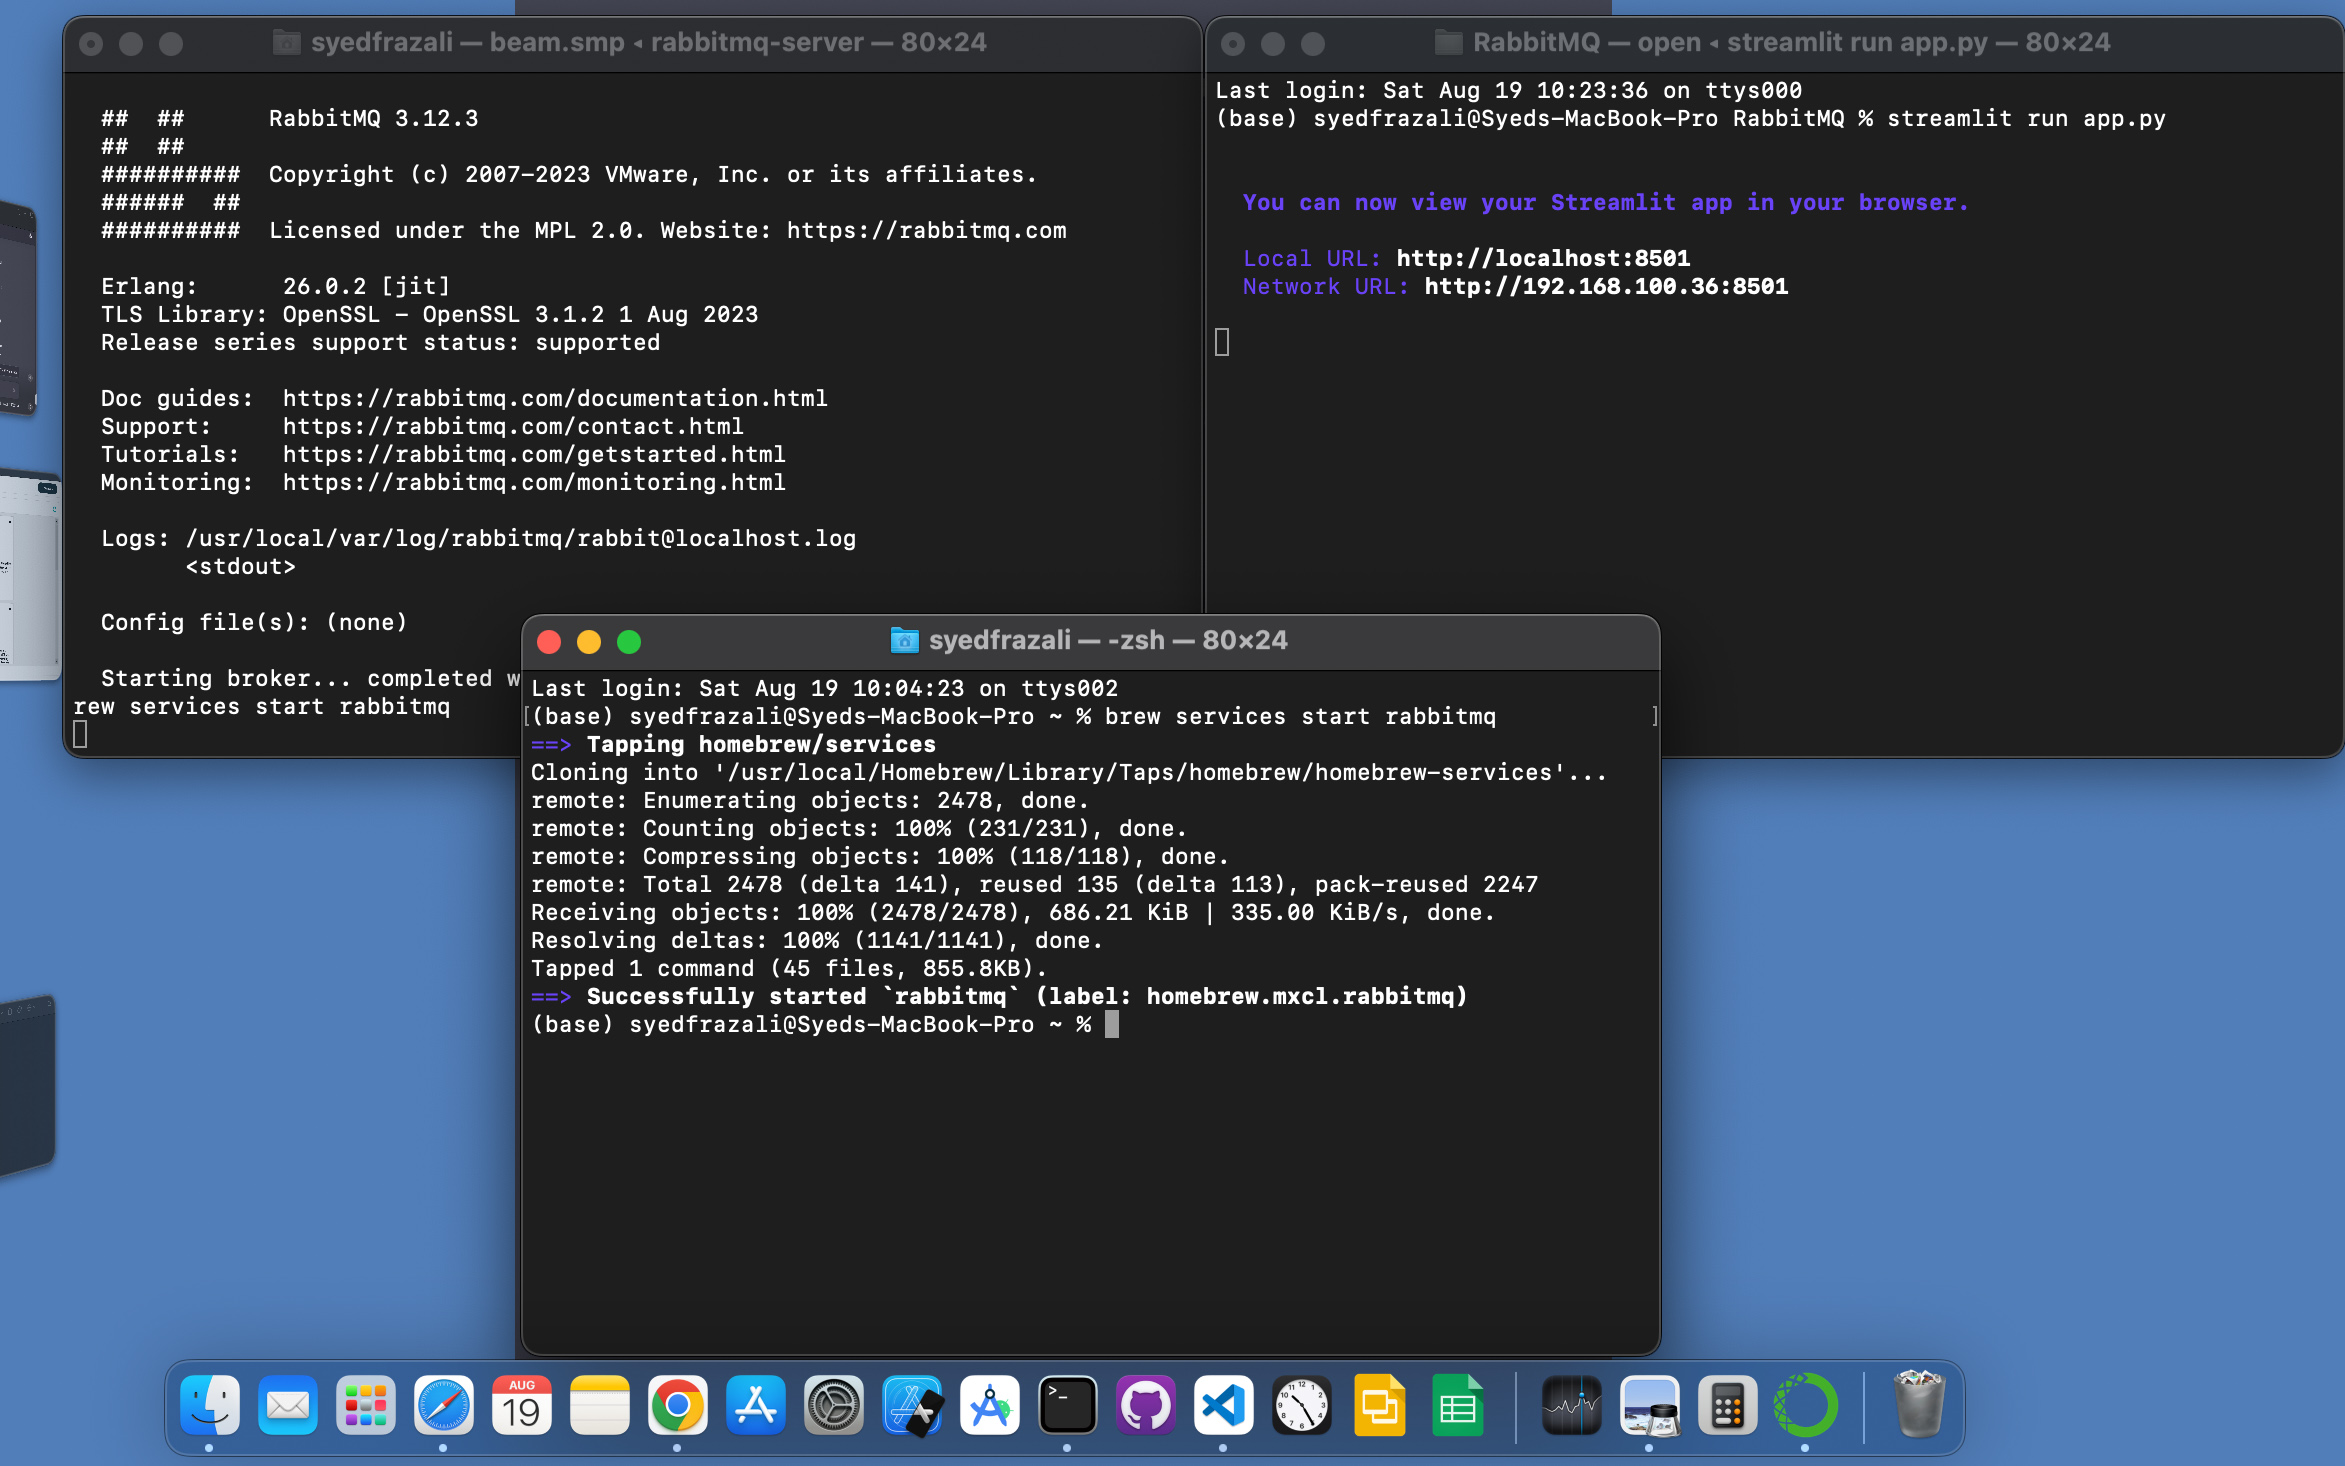 syedfrazali — beam.smp ◂ rabbitmq-server — 80×24
##  ##      RabbitMQ 3.12.3
##  ##
##########  Copyright (c) 2007-2023 VMware, Inc. or its affiliates.
######  ##
##########  Licensed under the MPL 2.0. Website: https://rabbitmq.com
Erlang:      26.0.2 [jit]
TLS Library: OpenSSL - OpenSSL 3.1.2 1 Aug 2023
Release series support status: supported
Doc guides:  https://rabbitmq.com/documentation.html
Support:     https://rabbitmq.com/contact.html
Tutorials:   https://rabbitmq.com/getstarted.html
Monitoring:  https://rabbitmq.com/monitoring.html
Logs: /usr/local/var/log/rabbitmq/rabbit@localhost.log
<stdout>
Config file(s): (none)
Starting broker... completed w
rew services start rabbitmq
RabbitMQ — open ◂ streamlit run app.py — 80×24
Last login: Sat Aug 19 10:23:36 on ttys000
(base) syedfrazali@Syeds-MacBook-Pro RabbitMQ % streamlit run app.py
You can now view your Streamlit app in your browser.
Local URL: http://localhost:8501
Network URL: http://192.168.100.36:8501
syedfrazali — -zsh — 80×24
Last login: Sat Aug 19 10:04:23 on ttys002
[(base) syedfrazali@Syeds-MacBook-Pro ~ % brew services start rabbitmq ]
==> Tapping homebrew/services
Cloning into '/usr/local/Homebrew/Library/Taps/homebrew/homebrew-services'...
remote: Enumerating objects: 2478, done.
remote: Counting objects: 100% (231/231), done.
remote: Compressing objects: 100% (118/118), done.
remote: Total 2478 (delta 141), reused 135 (delta 113), pack-reused 2247
Receiving objects: 100% (2478/2478), 686.21 KiB | 335.00 KiB/s, done.
Resolving deltas: 100% (1141/1141), done.
Tapped 1 command (45 files, 855.8KB).
==> Successfully started `rabbitmq` (label: homebrew.mxcl.rabbitmq)
(base) syedfrazali@Syeds-MacBook-Pro ~ %
AUG
19
>_